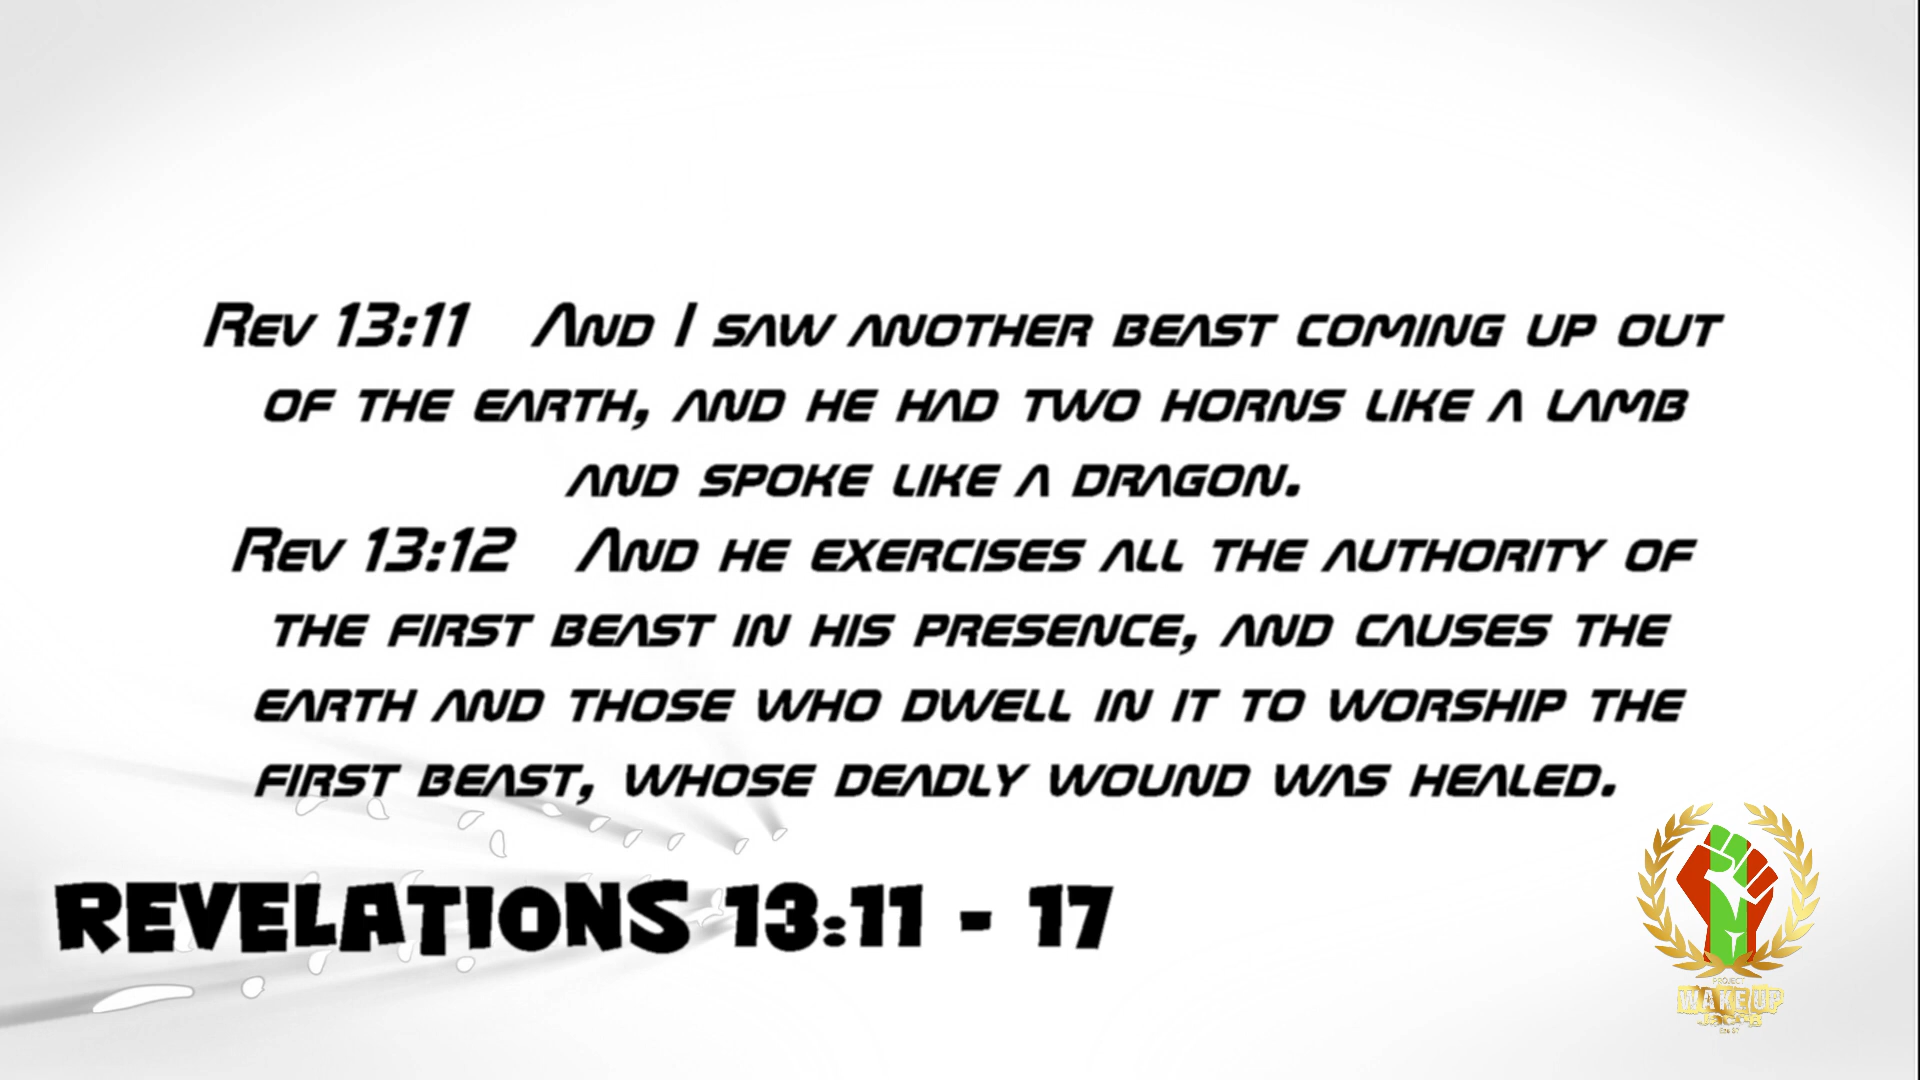 Rev 13:11 And I saw another beast coming up out
of the earth, and he had two horns like a lamb
and spoke like a dragon.
Rev 13:12 And he exercises all the authority of
the first beast in his presence, and causes the
earth and those who dwell in it to worship the
first beast, whose deadly wound was healed.
REVELATIONS 13:11 - 17
PROJECT
WAKE UP
JACOB